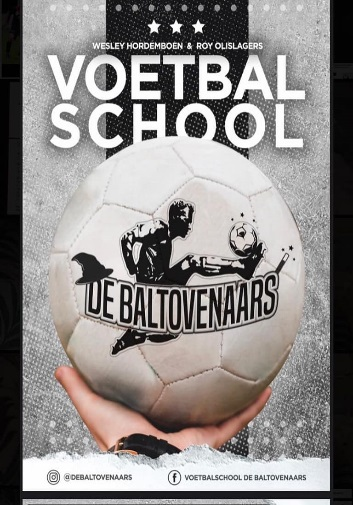 WESLEY HORDEMBOEN & ROY OLISLAGERS
VOETBAL
SCHOOL
DE BALTOVENAARS
@DEBALTOVENAARS
VOETBALSCHOOL DE BALTOVENAARS